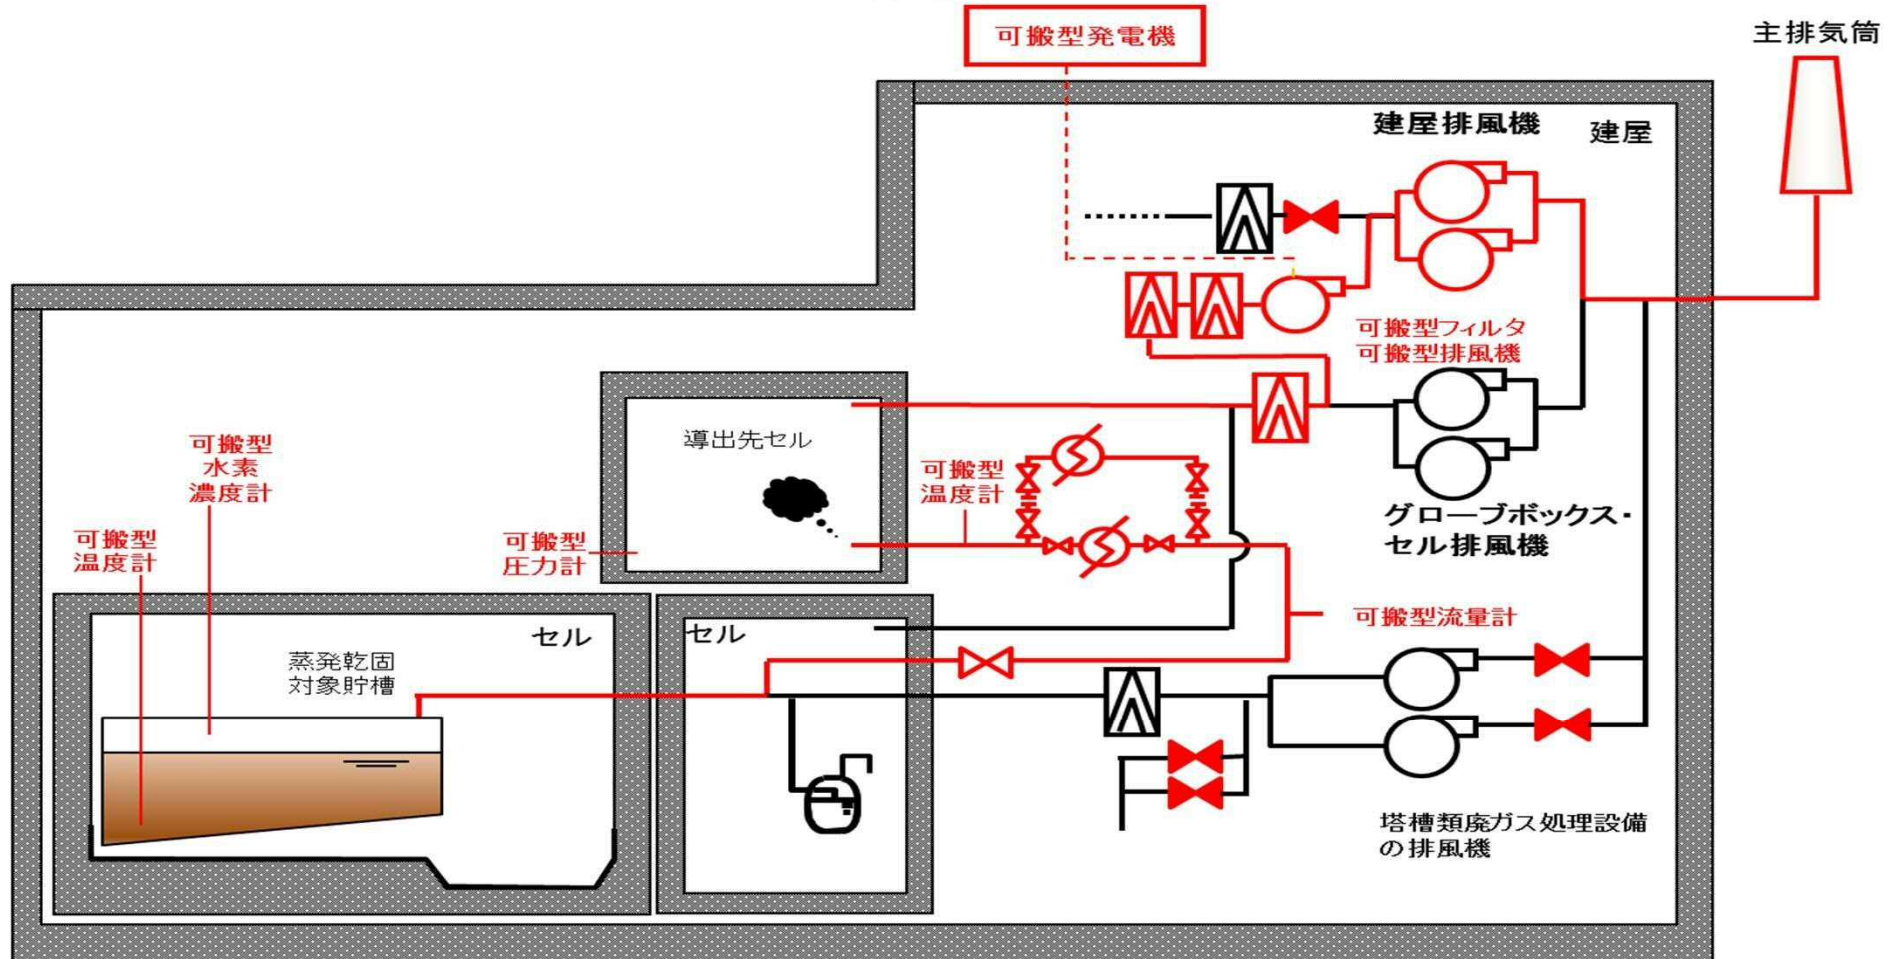 可搬型発電機
主排気筒
建屋排風機
建屋
可搬型フィルタ
可搬型排風機
導出先セル
可搬型
水素
濃度計
可搬型
温度計
可搬型
温度計
可搬型
圧力計
グローブボックス・
セル排風機
セル
セル
可搬型流量計
蒸発乾固
対象貯槽
塔槽類廃ガス処理設備
の排風機